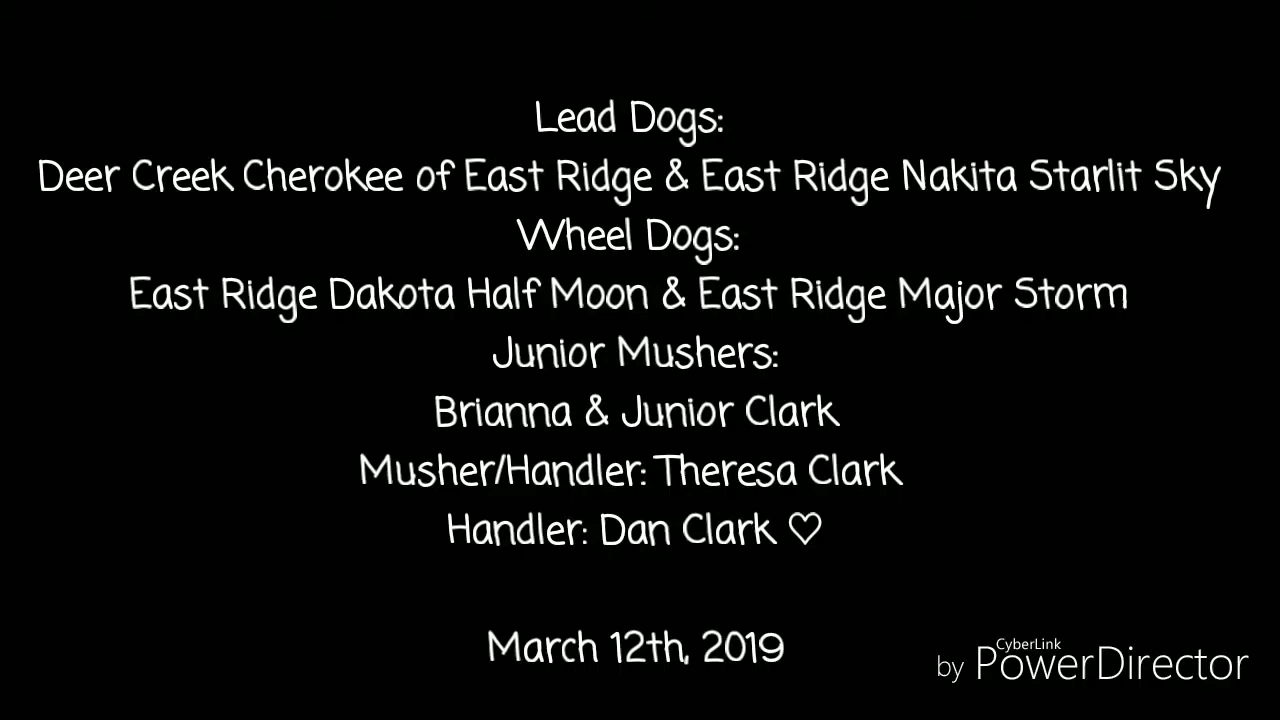 Lead Dogs:
Deer Creek Cherokee of East Ridge & East Ridge Nakita Starlit Sky
Wheel Dogs:
East Ridge Dakota Half Moon & East Ridge Major Storm
Junior Mushers:
Brianna & Junior Clark
Musher/Handler: Theresa Clark
Handler: Dan Clark ♡
March 12th, 2019
CyberLink
by PowerDirector